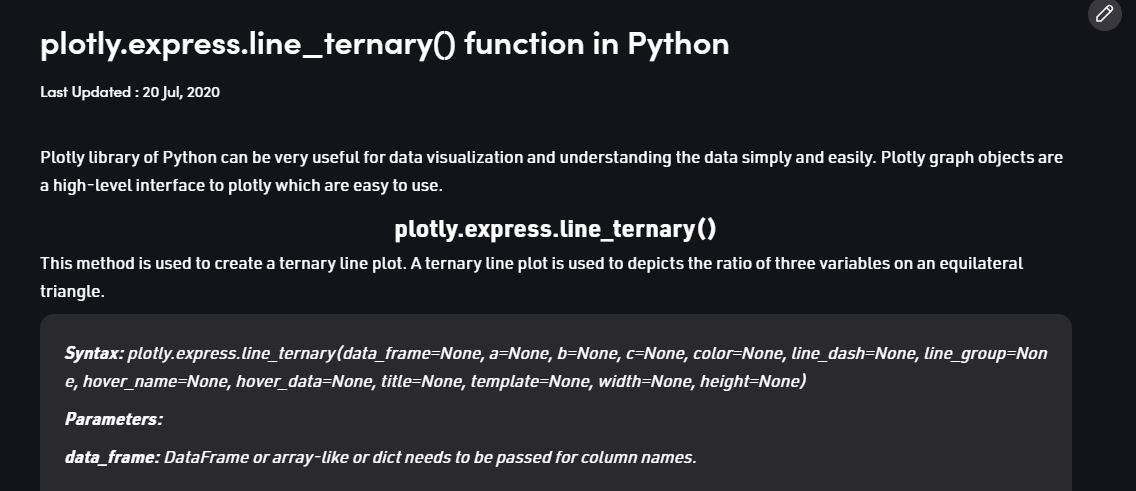 plotly.express.line_ternary() function in Python
Last Updated : 20 Jul, 2020
Plotly library of Python can be very useful for data visualization and understanding the data simply and easily. Plotly graph objects are
a high-level interface to plotly which are easy to use.
plotly.express.line_ternary()
This method is used to create a ternary line plot. A ternary line plot is used to depicts the ratio of three variables on an equilateral
triangle.
Syntax: plotly.express.line_ternary(data_frame=None, a=None, b=None, c=None, color=None, line_dash=None, line_group=Non
e, hover_name=None, hover_data=None, title=None, template=None, width=None, height=None)
Parameters:
data_frame: DataFrame or array-like or dict needs to be passed for column names.